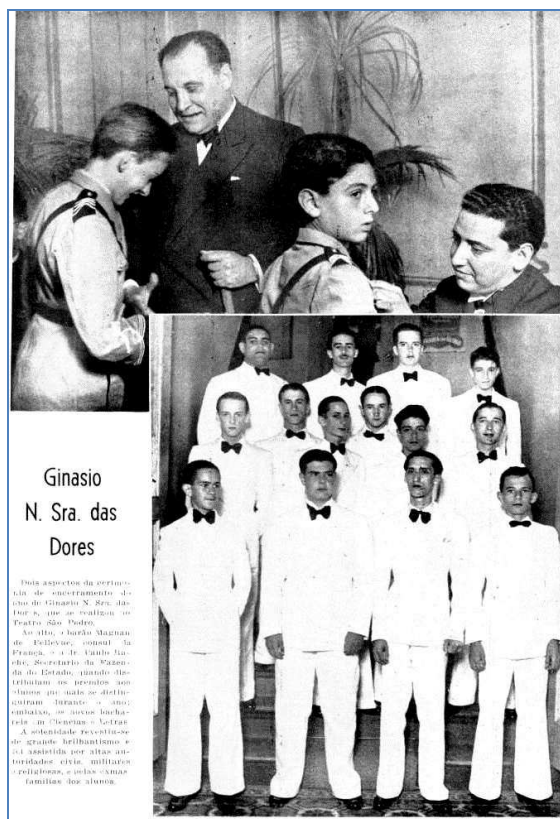 Ginasio
N. Sra. das
Dores
Dois aspectos da cerimo-
nia de encerramento do
ano do Ginasio N. Sra. das
Dores, que se realizou no
Teatro São Pedro.
Ao alto, o barão Magnan
de Bellevue, consul da
França, e o dr. Paulo
Secretario da Fazen-
da do Estado, quando dis-
tribuiam os premios aos
alunos que mais se distin-
guiram durante o ano;
embaixo, os novos bacha-
reis em Ciencias e Letras.
A solenidade revestiu-se
de grande brilhantismo e
foi assistida por altas au-
toridades civis, militares
e religiosas, e pelas exmas.
familias dos alunos.